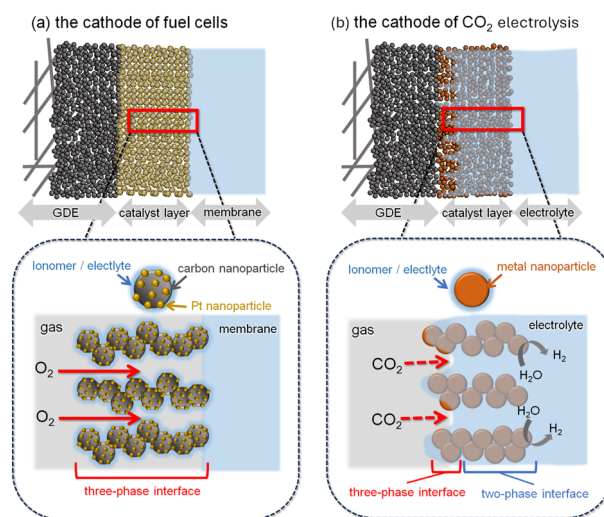 (a) the cathode of fuel cells
GDE
catalyst layer
membrane
Ionomer / electlyte
carbon nanoparticle
Pt nanoparticle
gas
membrane
O2
O2
three-phase interface
(b) the cathode of CO2 electrolysis
GDE
catalyst layer
electrolyte
Ionomer / electlyte
metal nanoparticle
gas
electrolyte
CO2
H2
H2O
CO2
H2O
H2
three-phase interface
two-phase interface